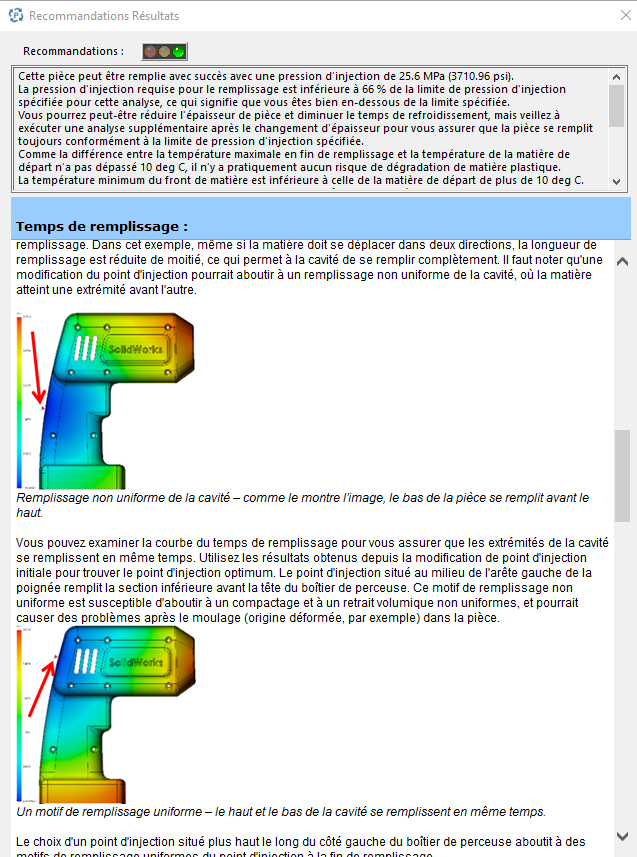 Recommandations Résultats
Recommandations :
Cette pièce peut être remplie avec succès avec une pression d'injection de 25.6 MPa (3710.96 psi).
La pression d'injection requise pour le remplissage est inférieure à 66 % de la limite de pression d'injection
spécifiée pour cette analyse, ce qui signifie que vous êtes bien en-dessous de la limite spécifiée.
Vous pourrez peut-être réduire l'épaisseur de pièce et diminuer le temps de refroidissement, mais veillez à
exécuter une analyse supplémentaire après le changement d'épaisseur pour vous assurer que la pièce se remplit
toujours conformément à la limite de pression d'injection spécifiée.
Comme la différence entre la température maximale en fin de remplissage et la température de la matière de
départ n'a pas dépassé 10 deg C, il n'y a pratiquement aucun risque de dégradation de matière plastique.
La température minimum du front de matière est inférieure à celle de la matière de départ de plus de 10 deg C.
Temps de remplissage :
remplissage. Dans cet exemple, même si la matière doit se déplacer dans deux directions, la longueur de
remplissage est réduite de moitié, ce qui permet à la cavité de se remplir complètement. Il faut noter qu'une
modification du point d'injection pourrait aboutir à un remplissage non uniforme de la cavité, où la matière
atteint une extrémité avant l'autre.
SolidWorks
Remplissage non uniforme de la cavité – comme le montre l'image, le bas de la pièce se remplit avant le
haut.
Vous pouvez examiner la courbe du temps de remplissage pour vous assurer que les extrémités de la cavité
se remplissent en même temps. Utilisez les résultats obtenus depuis la modification de point d'injection
initiale pour trouver le point d'injection optimum. Le point d'injection situé au milieu de l'arête gauche de la
poignée remplit la section inférieure avant la tête du boîtier de perceuse. Ce motif de remplissage non
uniforme est susceptible d'aboutir à un compactage et à un retrait volumique non uniformes, et pourrait
causer des problèmes après le moulage (origine déformée, par exemple) dans la pièce.
SolidWorks
Un motif de remplissage uniforme – le haut et le bas de la cavité se remplissent en même temps.
Le choix d'un point d'injection situé plus haut le long du côté gauche du boîtier de perceuse aboutit à des
motifs de remplissage uniformes du point d'injection à la fin de remplissage